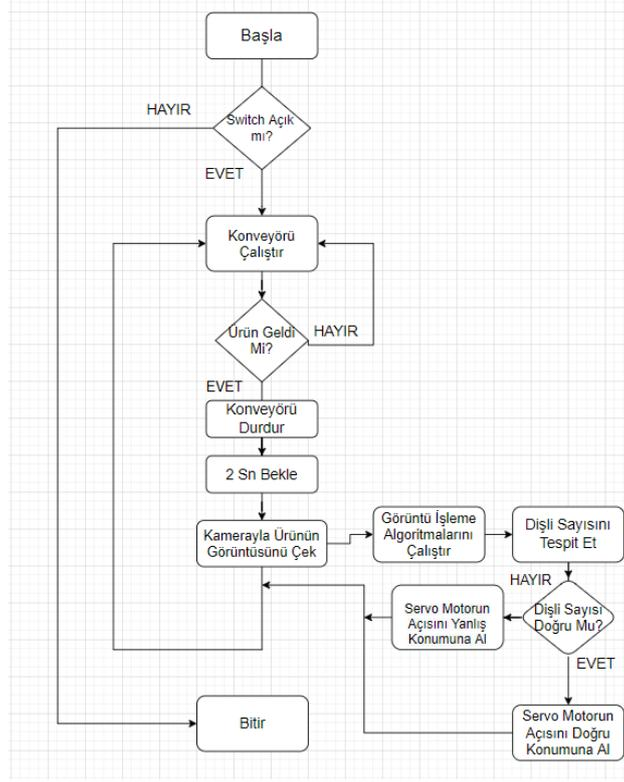 Başla
HAYIR
Switch Açık
mı?
EVET
Konveyörü
Çalıştır
Ürün Geldi
Mi?
HAYIR
EVET
Konveyörü
Durdur
2 Sn Bekle
Kamerayla Ürünün
Görüntüsünü Çek
Görüntü İşleme
Algoritmalarını
Çalıştır
Dişli Sayısını
Tespit Et
HAYIR
Dişli Sayısı
Doğru Mu?
Servo Motorun
Açısını Yanlış
Konumuna Al
EVET
Servo Motorun
Açısını Doğru
Konumuna Al
Bitir